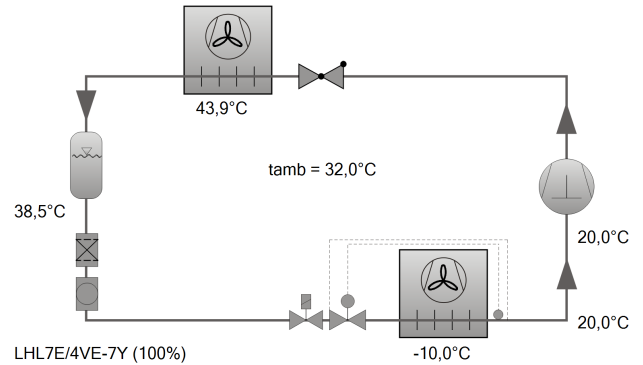 43,9°C
tamb = 32,0°C
38,5°C
20,0°C
20,0°C
LHL7E/4VE-7Y (100%)
-10,0°C